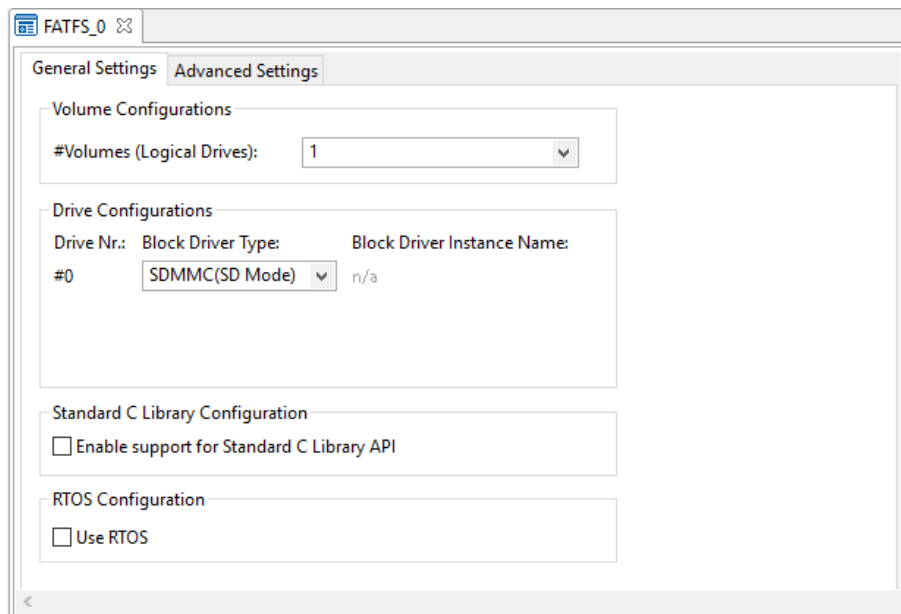 FATFS_0
General Settings Advanced Settings
Volume Configurations
#Volumes (Logical Drives): 1
Drive Configurations
Drive Nr.: Block Driver Type: Block Driver Instance Name:
#0 SDMMC(SD Mode) n/a
Standard C Library Configuration
Enable support for Standard C Library API
RTOS Configuration
Use RTOS